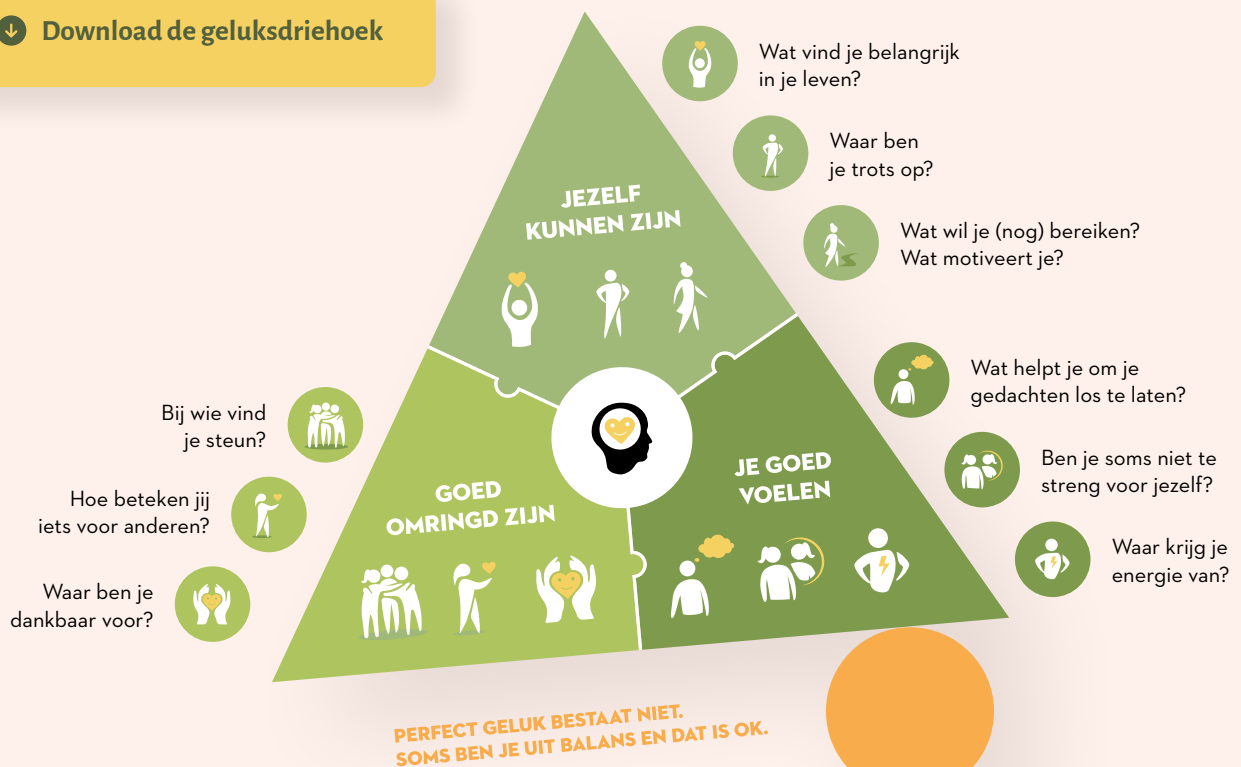 Download de geluksdriehoek
Wat vind je belangrijk
in je leven?
Waar ben
je trots op?
Wat wil je (nog) bereiken?
Wat motiveert je?
JEZELF
KUNNEN ZIJN
Wat helpt je om je
gedachten los te laten?
Ben je soms niet te
streng voor jezelf?
Waar krijg je
energie van?
JE GOED
VOELEN
Bij wie vind
je steun?
Hoe beteken jij
iets voor anderen?
Waar ben je
dankbaar voor?
GOED
OMRINGD ZIJN
PERFECT GELUK BESTAAT NIET.
SOMS BEN JE UIT BALANS EN DAT IS OK.